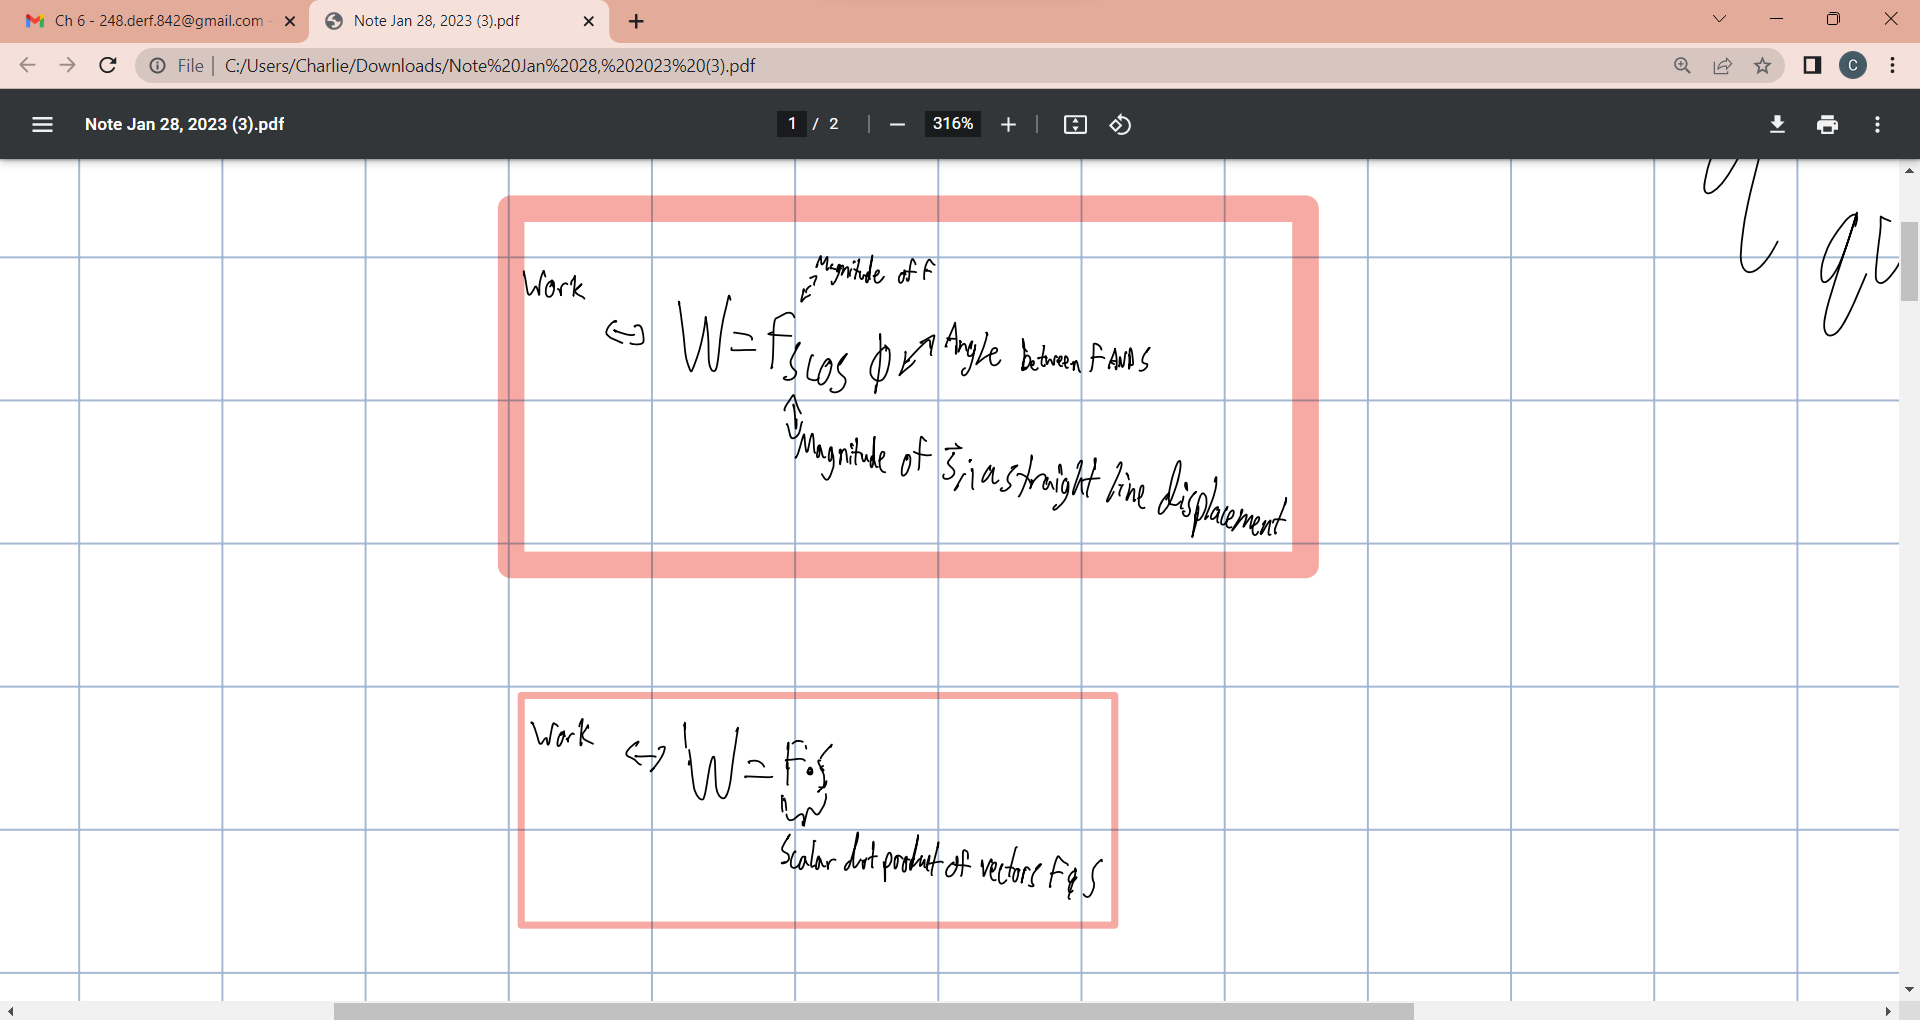 Ch 6 - 248.derf.842@gmail.com -
Note Jan 28, 2023 (3).pdf
File | C:/Users/Charlie/Downloads/Note%20Jan%2028,%202023%20(3).pdf
C
Note Jan 28, 2023 (3).pdf
1 / 2
316%
Magnitude of F
Work
W = Fs cos ϕ
Angle between F AND S
Magnitude of s⃗, i a straight line displacement
Work
W = F•S
Scalar dot product of vectors F & S